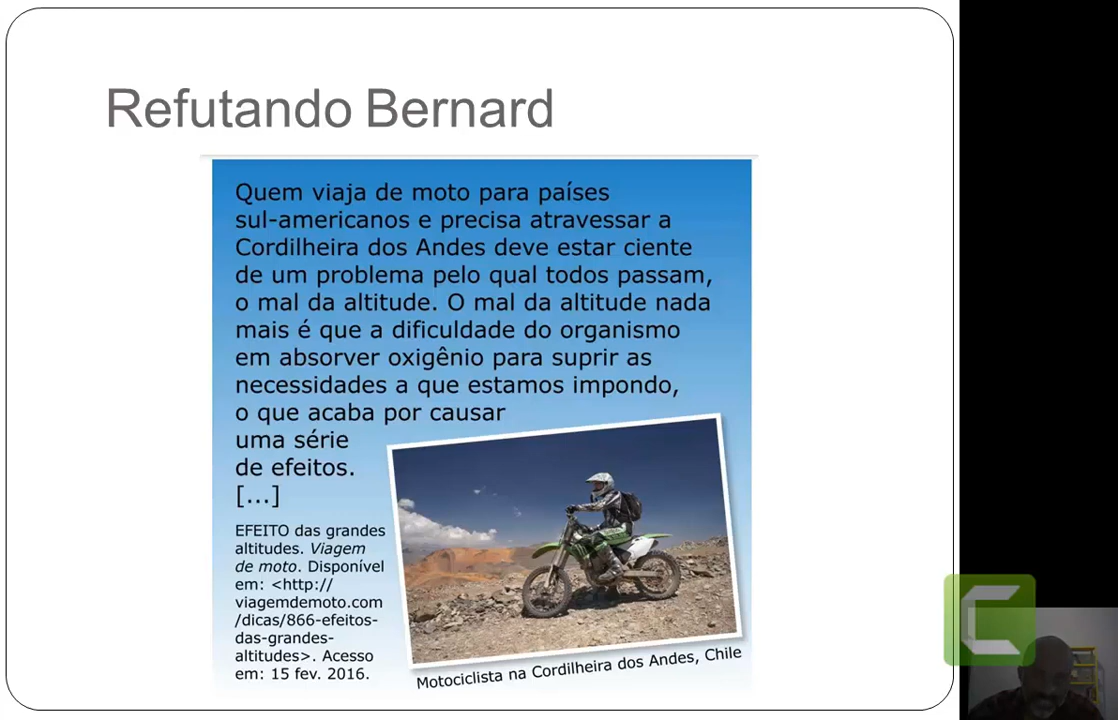 Refutando Bernard
Quem viaja de moto para países
sul-americanos e precisa atravessar a
Cordilheira dos Andes deve estar ciente
de um problema pelo qual todos passam,
o mal da altitude. O mal da altitude nada
mais é que a dificuldade do organismo
em absorver oxigênio para suprir as
necessidades a que estamos impondo,
o que acaba por causar
uma série
de efeitos.
[...]
EFEITO das grandes
altitudes. Viagem
de moto. Disponível
em: <http://
viagemdemoto.com
/dicas/866-efeitos-
das-grandes-
altitudes>. Acesso
em: 15 fev. 2016.
Motociclista na Cordilheira dos Andes, Chile